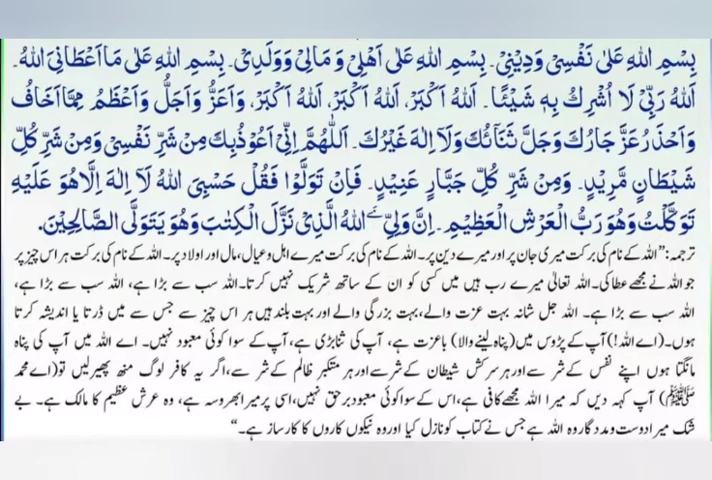 بِسْمِ اللهِ عَلٰى نَفْسِیْ وَدِیْنِیْ۔ بِسْمِ اللهِ عَلٰى اَهْلِیْ وَ مَالِیْ وَوَلَدِیْ۔ بِسْمِ اللهِ عَلٰى مَا اَعْطَانِیَ اللهُ۔
اَللهُ رَبِّیْ لَا اُشْرِكُ بِهٖ شَیْئًا۔ اَللهُ اَكْبَرُ، اَللهُ اَكْبَرُ، اَللهُ اَكْبَرُ، وَاَعَزُّ وَاَجَلُّ وَاَعْظَمُ مِمَّا اَخَافُ
وَاَحْذَرُ عَزَّ جَارُكَ وَجَلَّ ثَنَآئُكَ وَلَا اِلٰهَ غَیْرُكَ۔ اَللّٰهُمَّ اِنِّیْ اَعُوْذُبِكَ مِنْ شَرِّ نَفْسِیْ وَمِنْ شَرِّ كُلِّ
شَیْطَانٍ مَّرِیْدٍ۔ وَمِنْ شَرِّ كُلِّ جَبَّارٍ عَنِیْدٍ۔ فَاِنْ تَوَلَّوْا فَقُلْ حَسْبِیَ اللهُ لَا اِلٰهَ اِلَّا هُوَ عَلَیْهِ
تَوَكَّلْتُ وَهُوَ رَبُّ الْعَرْشِ الْعَظِیْمِ۔ اِنَّ وَلِیِّ ےَ اللهُ الَّذِیْ نَزَّلَ الْكِتٰبَ وَهُوَ یَتَوَلَّى الصَّالِحِیْنَ۔
ترجمہ:”اللہ کے نام کی برکت میری جان پر اور میرے دین پر۔ اللہ کے نام کی برکت میرے اہل و عیال، مال اور اولاد پر۔ اللہ کے نام کی برکت ہر اس چیز پر
جو اللہ نے مجھے عطا کی۔ اللہ تعالیٰ میرے رب ہیں میں کسی کو ان کے ساتھ شریک نہیں کرتا۔ اللہ سب سے بڑا ہے، اللہ سب سے بڑا ہے،
اللہ سب سے بڑا ہے۔ اللہ جل شانہ بہت عزت والے، بہت بزرگی والے اور بہت بلند ہیں ہر اس چیز سے جس سے میں ڈرتا یا اندیشہ کرتا
ہوں۔ (اے اللہ!) آپ کے پڑوس میں (پناہ لینے والا) باعزت ہے، آپ کی ثنا بڑی ہے، آپ کے سوا کوئی معبود نہیں۔ اے اللہ میں آپ کی پناہ
مانگتا ہوں اپنے نفس کے شر سے اور ہر سرکش شیطان کے شر سے اور ہر متکبر ظالم کے شر سے، اگر یہ کافر لوگ منھ پھیر لیں تو (اے محمد
ﷺ) آپ کہہ دیں کہ میرا اللہ مجھے کافی ہے، اس کے سوا کوئی معبود برحق نہیں، اسی پر میرا بھروسہ ہے، وہ عرش عظیم کا مالک ہے۔ بے
شک میرا دوست و مددگار وہ اللہ ہے جس نے کتاب کو نازل کیا اور وہ نیکوں کاروں کا کارساز ہے۔“